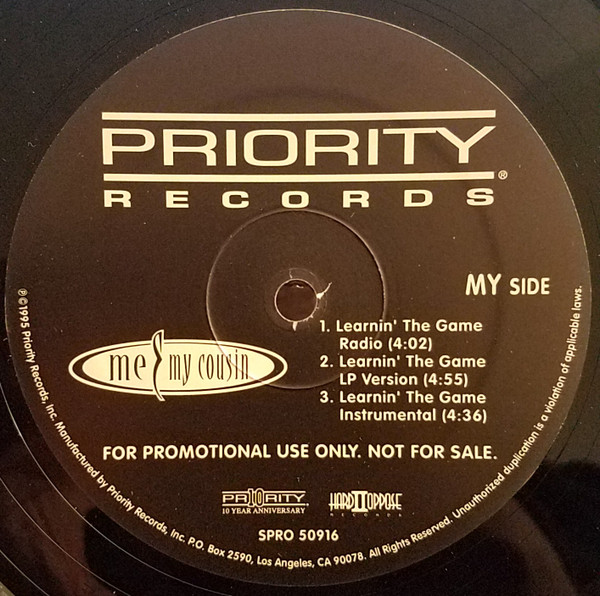 PRIORITY®
RECORDS
MY SIDE
me & my cousin
1. Learnin' The Game
Radio (4:02)
2. Learnin' The Game
LP Version (4:55)
3. Learnin' The Game
Instrumental (4:36)
FOR PROMOTIONAL USE ONLY. NOT FOR SALE.
PRIORITY 10
10 YEAR ANNIVERSARY
HARD II OPPOSE
RECORDS
SPRO 50916
℗©1995 Priority Records, Inc. Manufactured by Priority Records, Inc. P.O. Box 2590, Los Angeles, CA 90078. All Rights Reserved. Unauthorized duplication is a violation of applicable laws.